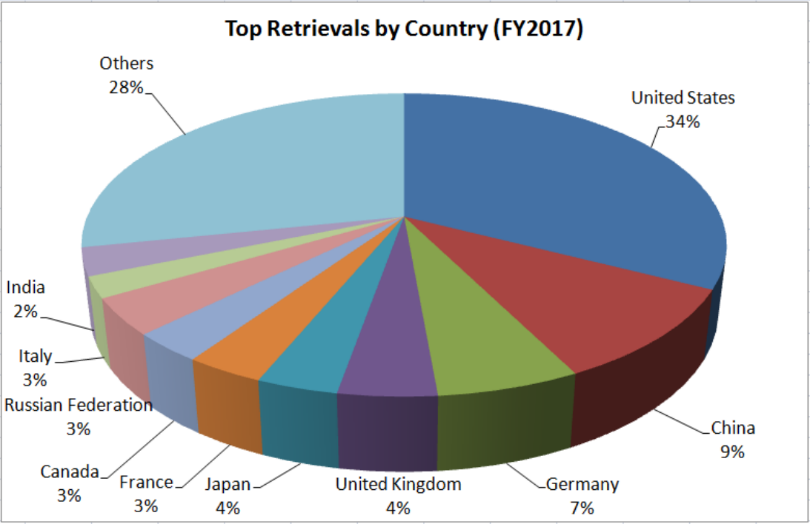 Top Retrievals by Country (FY2017)
Others
28%
United States
34%
India
2%
Italy
3%
Russian Federation
3%
Canada
3%
France
3%
Japan
4%
United Kingdom
4%
Germany
7%
China
9%